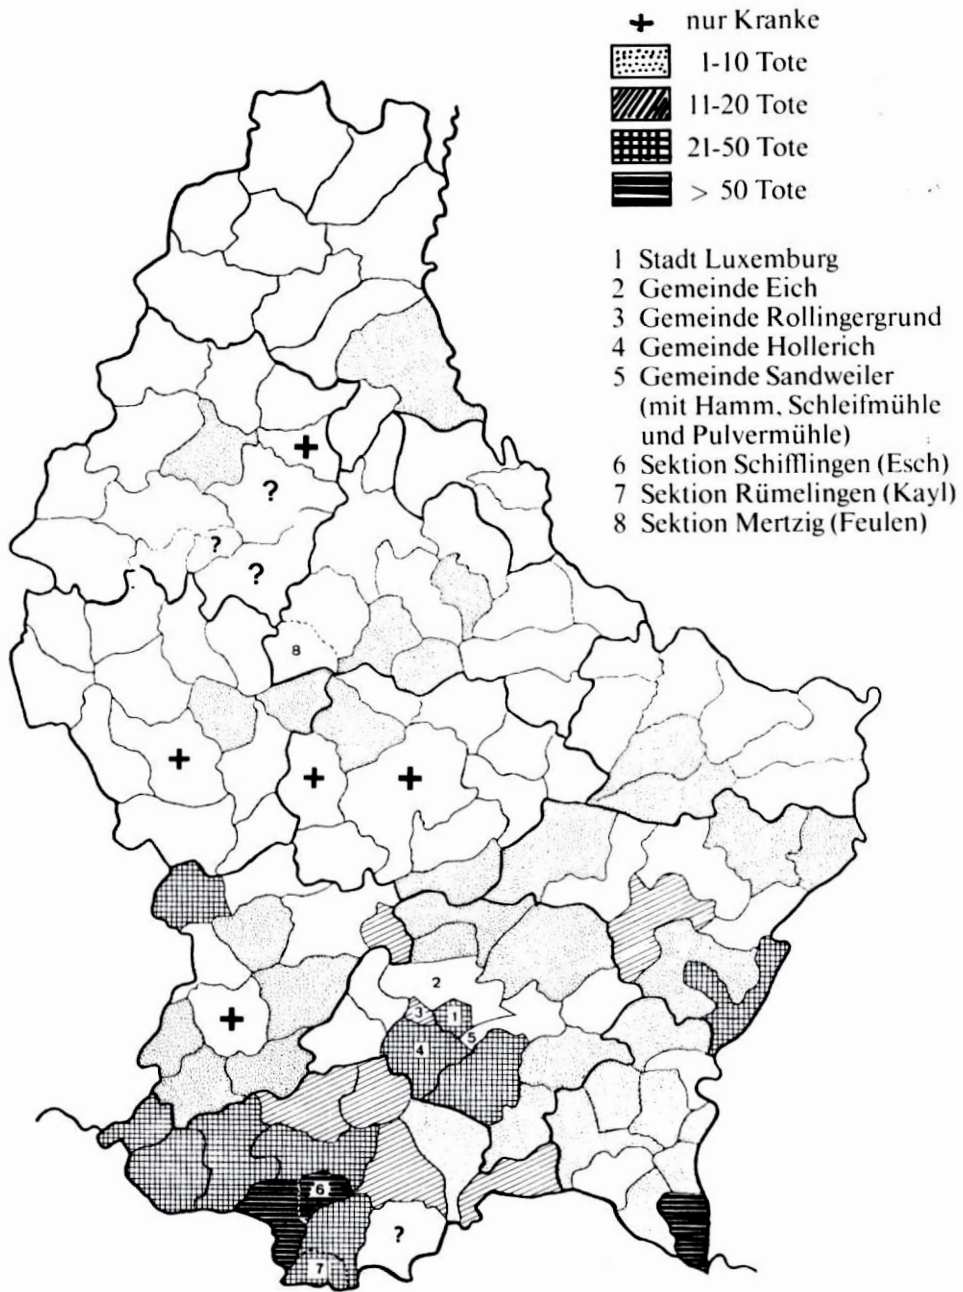 + nur Kranke
1-10 Tote
11-20 Tote
21-50 Tote
> 50 Tote
1 Stadt Luxemburg
2 Gemeinde Eich
3 Gemeinde Rollingergrund
4 Gemeinde Hollerich
5 Gemeinde Sandweiler
(mit Hamm, Schleifmühle
und Pulvermühle)
6 Sektion Schifflingen (Esch)
7 Sektion Rümelingen (Kayl)
8 Sektion Mertzig (Feulen)
+
?
?
?
8
+
+
+
2
+
3
1
5
4
6
?
7